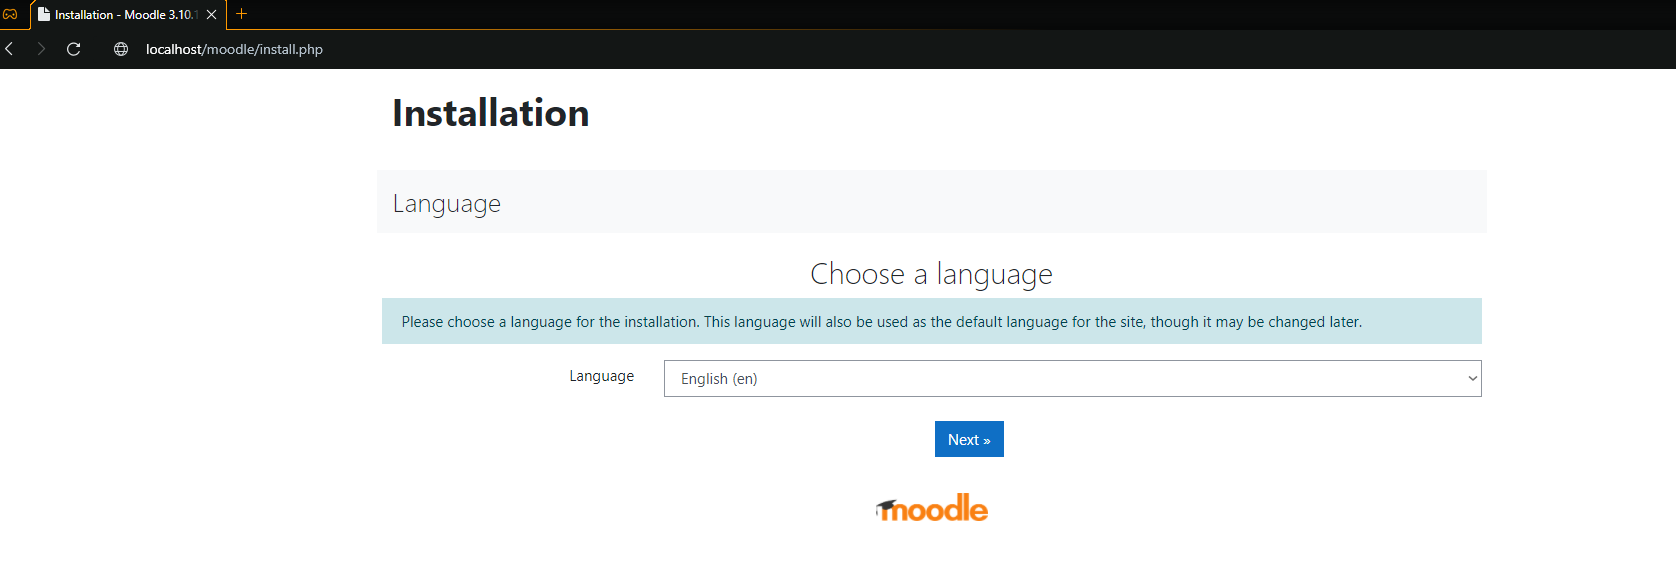 Installation - Moodle 3.10.1
localhost/moodle/install.php
Installation
Language
Choose a language
Please choose a language for the installation. This language will also be used as the default language for the site, though it may be changed later.
Language
English (en)
Next »
moodle